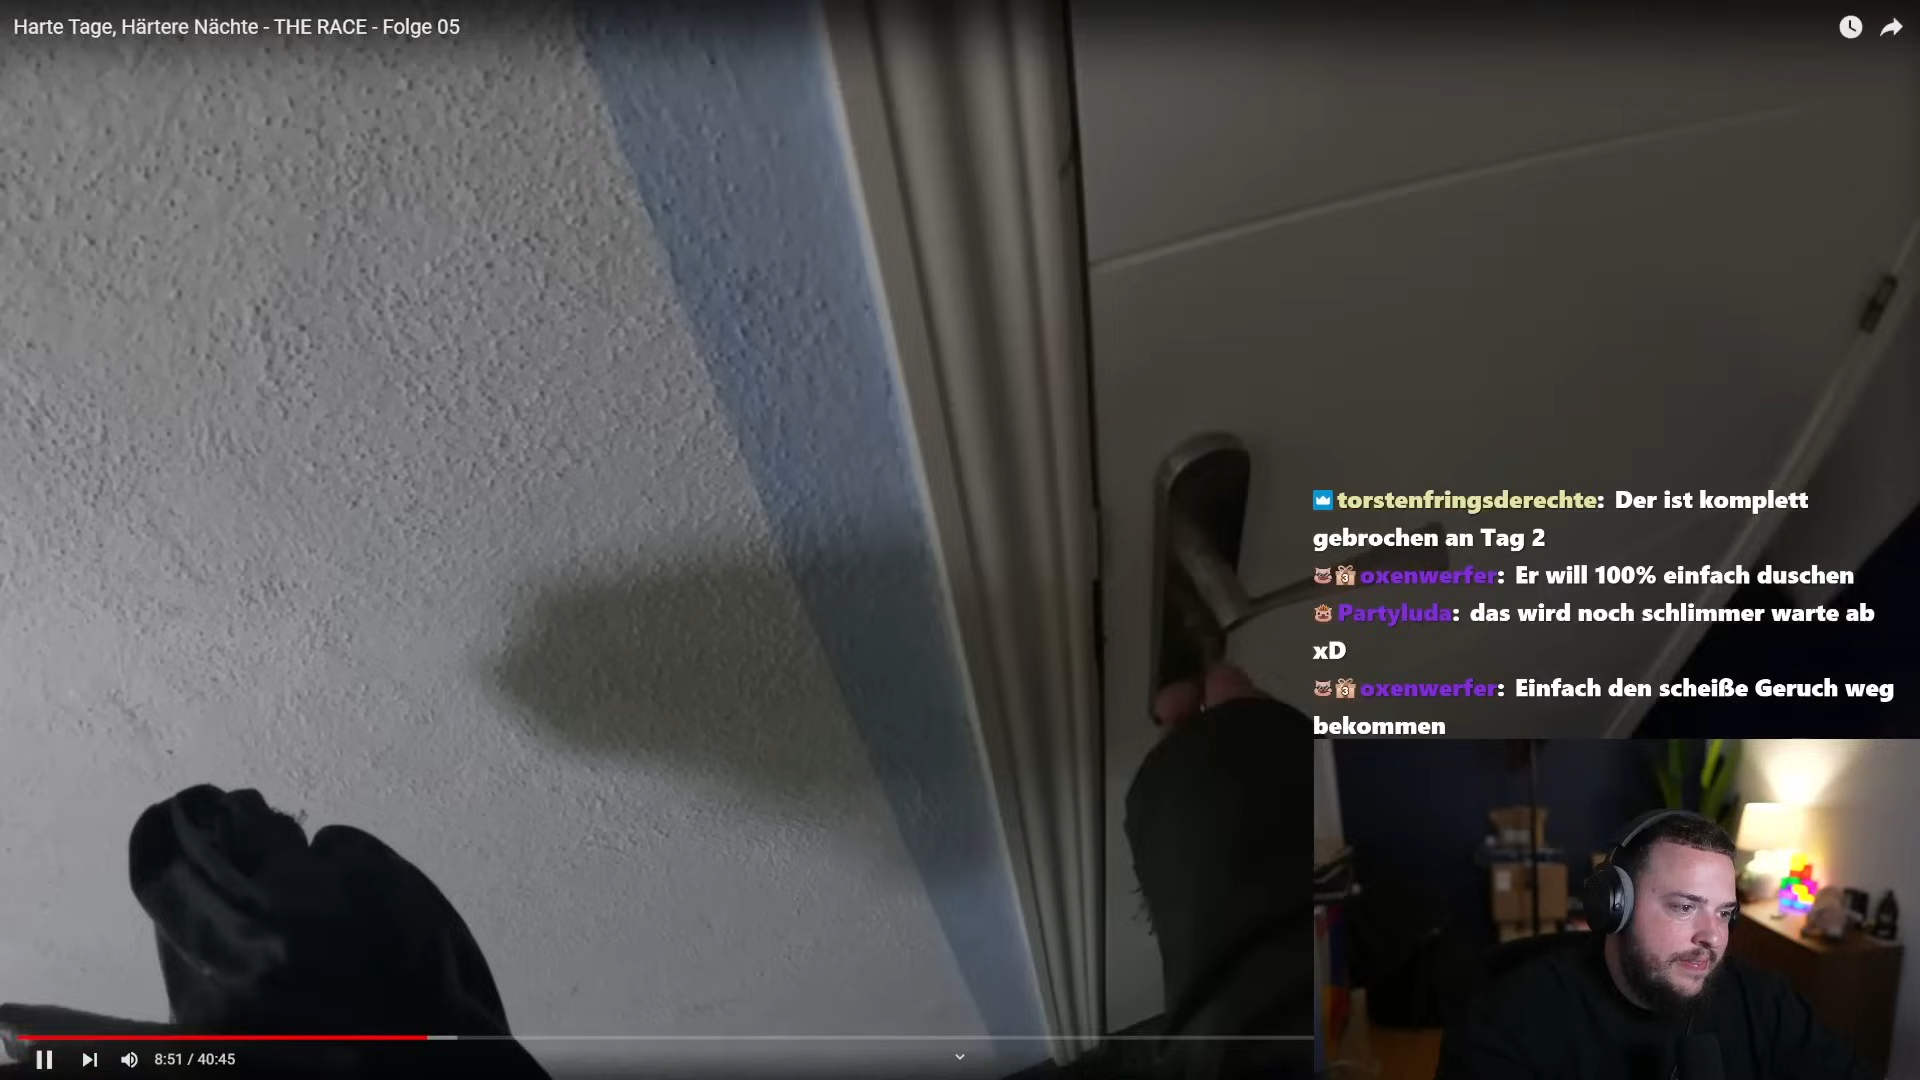 Harte Tage, Härtere Nächte - THE RACE - Folge 05
torstenfringsderechte: Der ist komplett
gebrochen an Tag 2
3 oxenwerfer: Er will 100% einfach duschen
Partyluda: das wird noch schlimmer warte ab
xD
3 oxenwerfer: Einfach den scheiße Geruch weg
bekommen
8:51 / 40:45